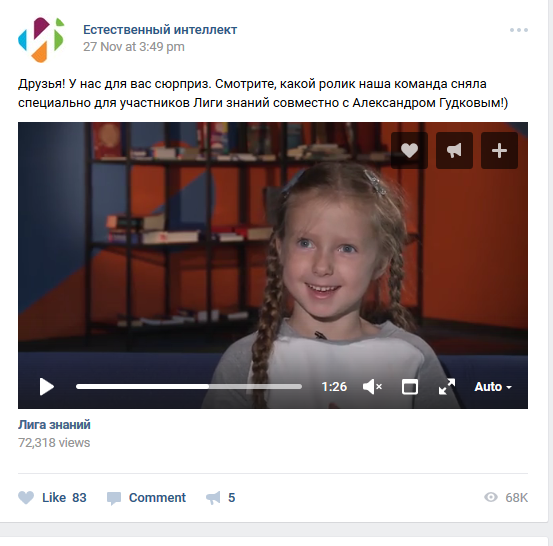 Естественный интеллект
27 Nov at 3:49 pm
Друзья! У нас для вас сюрприз. Смотрите, какой ролик наша команда сняла
специально для участников Лиги знаний совместно с Александром Гудковым!)
1:26
Auto
Лига знаний
72,318 views
Like 83
Comment
5
68K